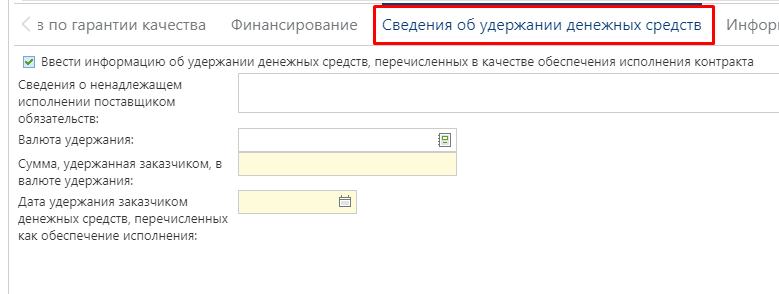 в по гарантии качества Финансирование Сведения об удержании денежных средств Инфор
Ввести информацию об удержании денежных средств, перечисленных в качестве обеспечения исполнения контракта
Сведения о ненадлежащем
исполнении поставщиком
обязательств:
Валюта удержания:
Сумма, удержанная заказчиком, в
валюте удержания:
Дата удержания заказчиком
денежных средств, перечисленных
как обеспечение исполнения: